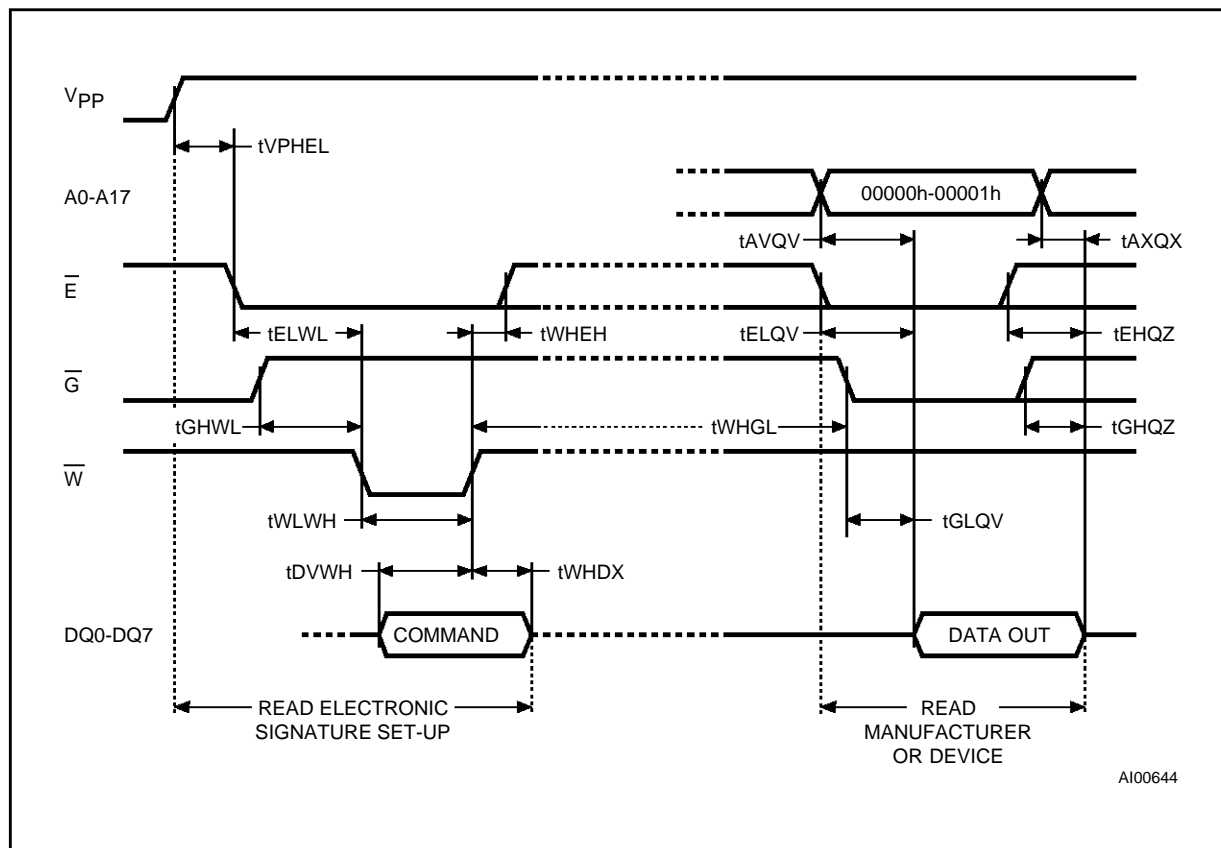 VPP
tVPHEL
A0-A17
00000h-00001h
tAVQV
tAXQX
E
tELWL
tWHEH
tELQV
tEHQZ
G
tGHWL
tWHGL
tGHQZ
W
tWLWH
tGLQV
tDVWH
tWHDX
DQ0-DQ7
COMMAND
DATA OUT
READ ELECTRONIC
SIGNATURE SET-UP
READ
MANUFACTURER
OR DEVICE
AI00644